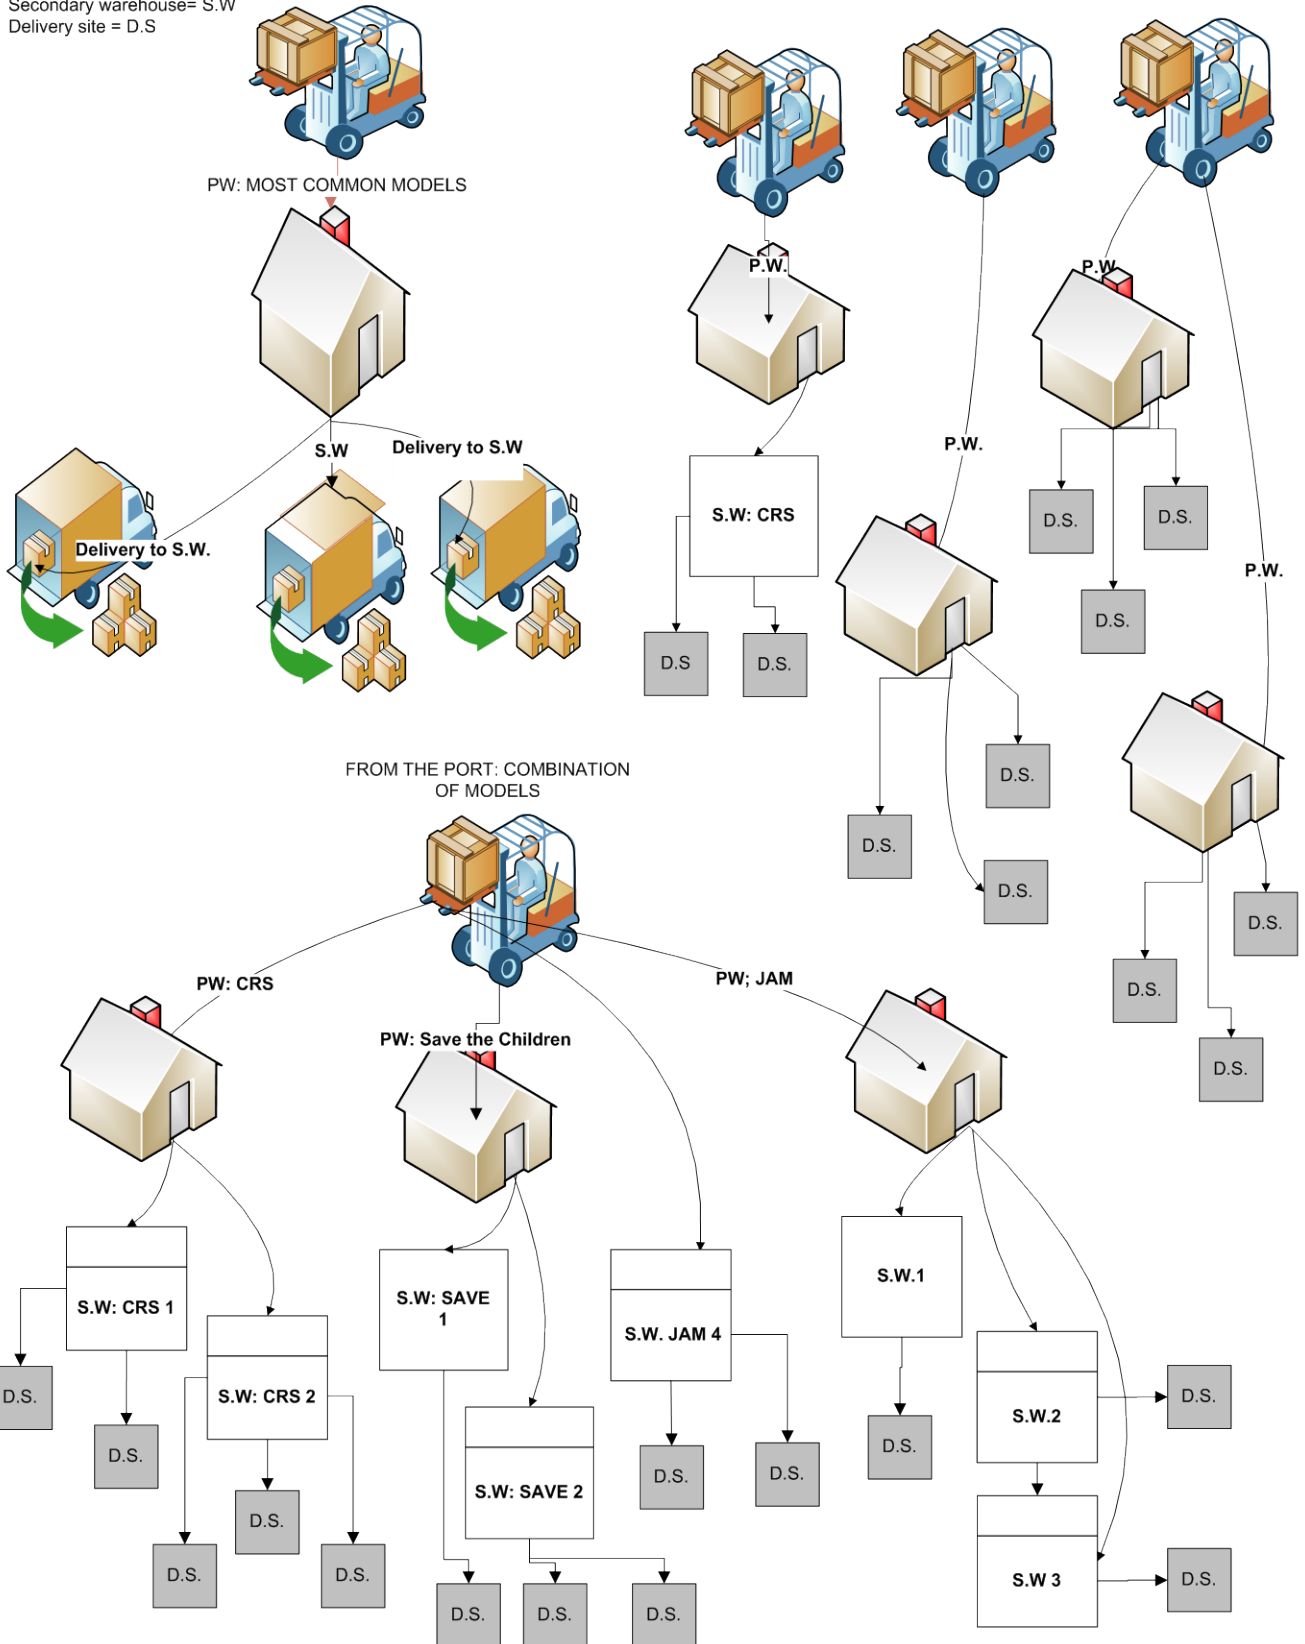 Secondary warehouse= S.W
Delivery site = D.S
PW: MOST COMMON MODELS
S.W
Delivery to S.W
Delivery to S.W.
P.W.
S.W: CRS
D.S
D.S.
P.W.
D.S.
D.S.
D.S.
P.W.
D.S.
D.S.
D.S.
P.W.
D.S.
D.S.
D.S.
FROM THE PORT: COMBINATION
OF MODELS
PW: CRS
PW: Save the Children
PW; JAM
S.W: CRS 1
D.S.
D.S.
S.W: CRS 2
D.S.
D.S.
D.S.
S.W: SAVE
1
D.S.
S.W: SAVE 2
D.S.
D.S.
S.W. JAM 4
D.S.
D.S.
S.W.1
D.S.
S.W.2
D.S.
S.W 3
D.S.